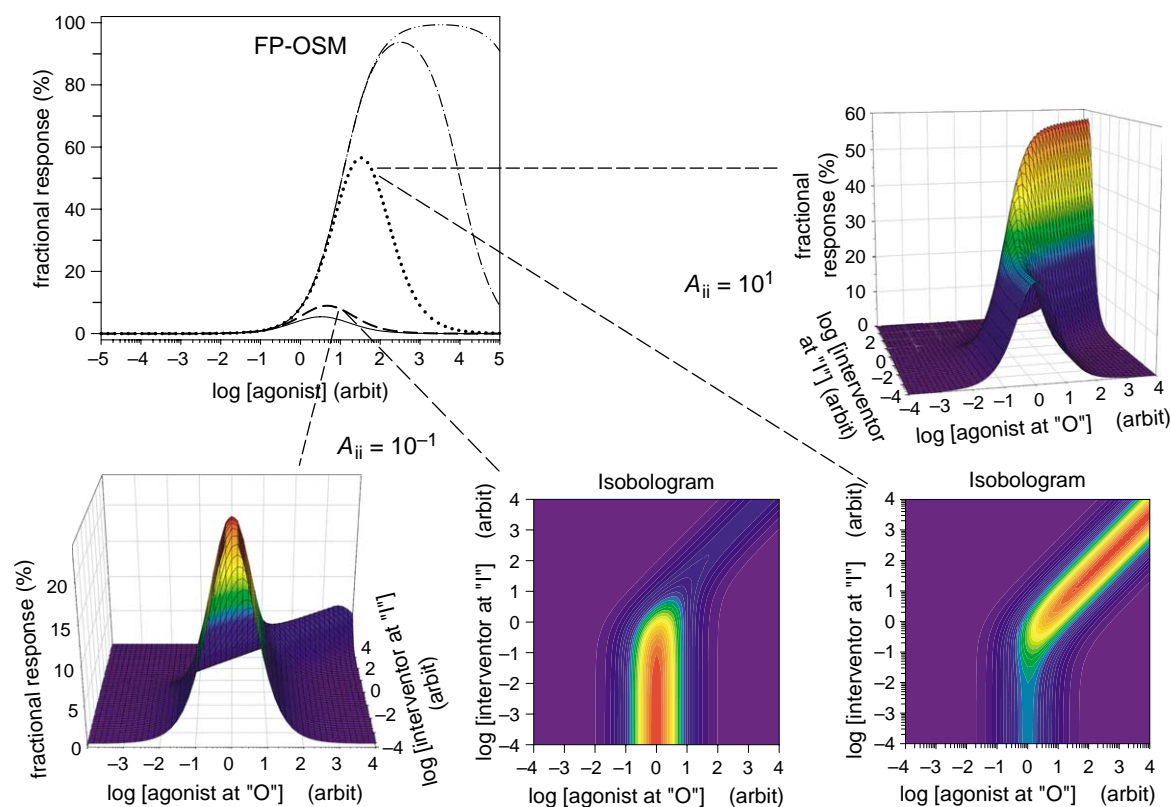 FP-OSM
fractional response (%)
100
80
60
40
20
0
−5 −4 −3 −2 −1 0 1 2 3 4 5
log [agonist] (arbit)
A_ii = 10^1
fractional
response (%)
60
50
40
30
20
10
0
2
0
−2
−4
log [interventor
at "I"] (arbit)
−4 −3 −2 −1 0 1 2 3 4
log [agonist at "O"] (arbit)
A_ii = 10^−1
fractional response (%)
20
15
10
5
0
−3 −2 −1 0 1 2 3 4
log [agonist at "O"] (arbit)
4
2
0
−2
−4
log [interventor at "I"]
(arbit)
Isobologram
log [interventor at "I"] (arbit)
4
3
2
1
0
−1
−2
−3
−4
−4 −3 −2 −1 0 1 2 3 4
log [agonist at "O"] (arbit)
Isobologram
log [interventor at "I"] (arbit)
4
3
2
1
0
−1
−2
−3
−4
−4 −3 −2 −1 0 1 2 3 4
log [agonist at "O"] (arbit)